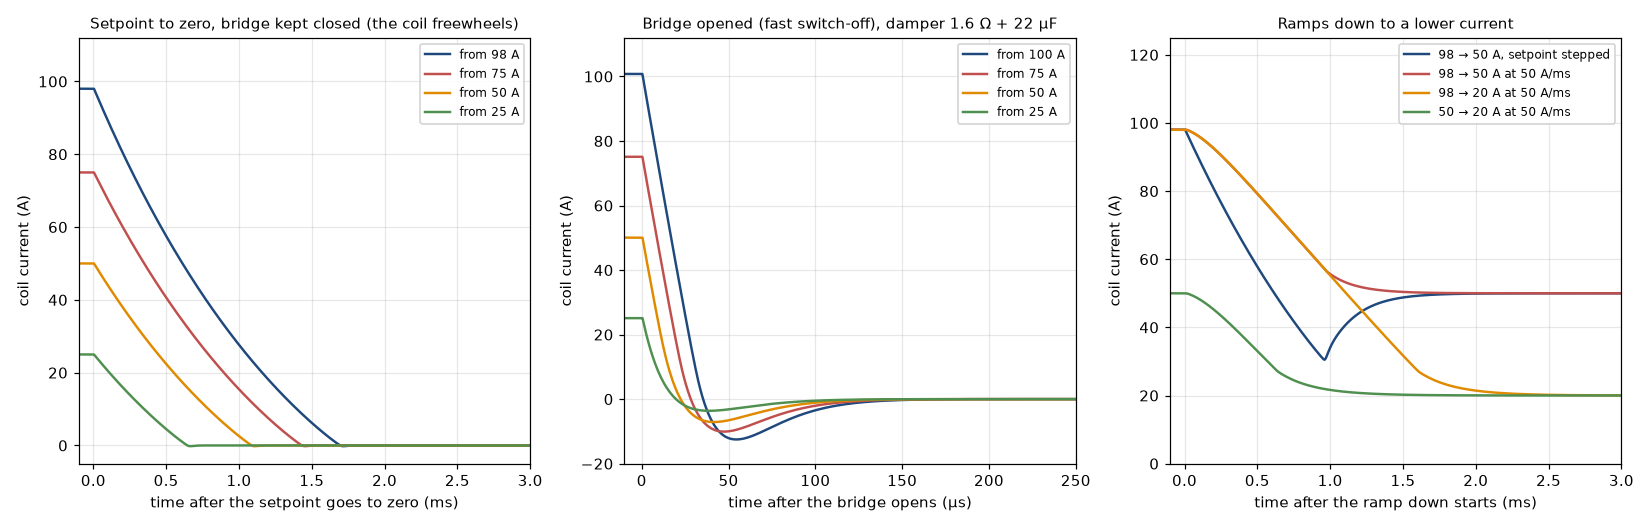 Setpoint to zero, bridge kept closed (the coil freewheels)
coil current (A)
100
80
60
40
20
0
from 98 A
from 75 A
from 50 A
from 25 A
0.0 0.5 1.0 1.5 2.0 2.5 3.0
time after the setpoint goes to zero (ms)
Bridge opened (fast switch-off), damper 1.6 Ω + 22 µF
coil current (A)
100
80
60
40
20
0
−20
from 100 A
from 75 A
from 50 A
from 25 A
0 50 100 150 200 250
time after the bridge opens (µs)
Ramps down to a lower current
coil current (A)
120
100
80
60
40
20
0
98 → 50 A, setpoint stepped
98 → 50 A at 50 A/ms
98 → 20 A at 50 A/ms
50 → 20 A at 50 A/ms
0.0 0.5 1.0 1.5 2.0 2.5 3.0
time after the ramp down starts (ms)